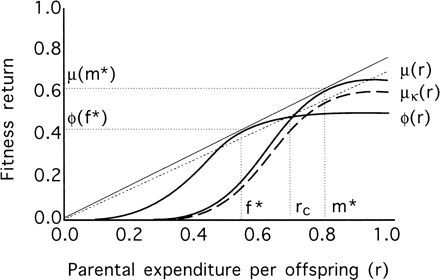 Fitness return
1.0
0.8
μ(m*)
0.6
φ(f*)
0.4
0.2
0.0
μ(r)
μκ(r)
φ(r)
f* rC m*
0.0 0.2 0.4 0.6 0.8 1.0
Parental expenditure per offspring (r)